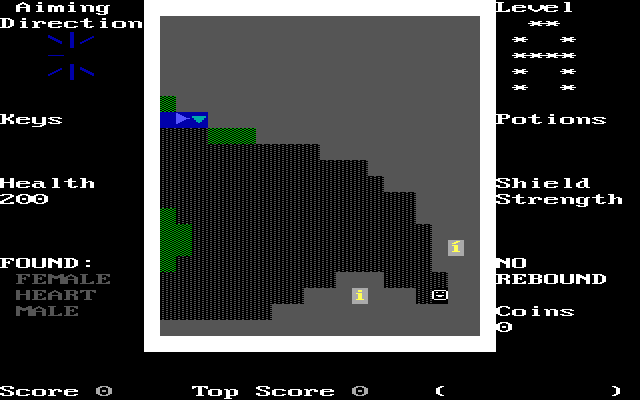 Aiming
Direction
Level
Keys
Potions
Health
200
Shield
Strength
í
FOUND:
FEMALE
HEART
MALE
NO
REBOUND
i
Coins
0
Score 0
Top Score 0
( )